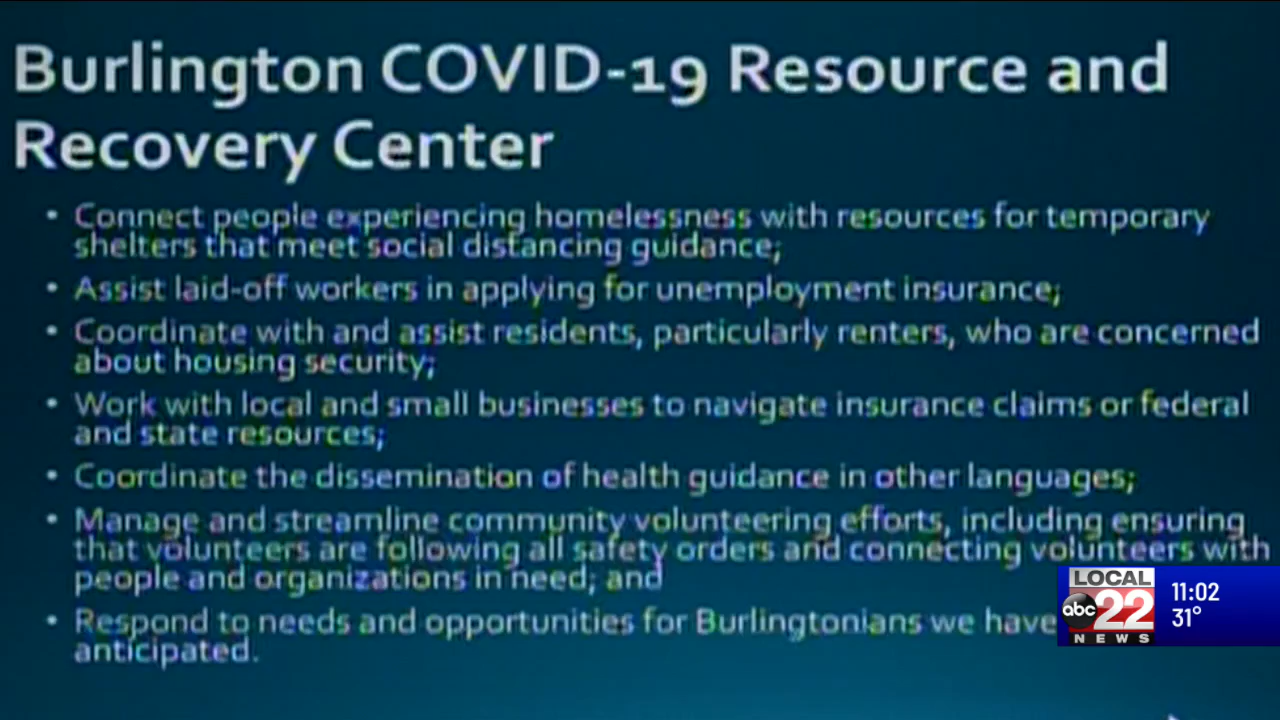 Burlington COVID-19 Resource and
Recovery Center
• Connect people experiencing homelessness with resources for temporary
shelters that meet social distancing guidance;
• Assist laid-off workers in applying for unemployment insurance;
• Coordinate with and assist residents, particularly renters, who are concerned
about housing security;
• Work with local and small businesses to navigate insurance claims or federal
and state resources;
• Coordinate the dissemination of health guidance in other languages;
• Manage and streamline community volunteering efforts, including ensuring
that volunteers are following all safety orders and connecting volunteers with
people and organizations in need; and
• Respond to needs and opportunities for Burlingtonians we have
anticipated.
LOCAL
abc 22
NEWS
11:02
31°